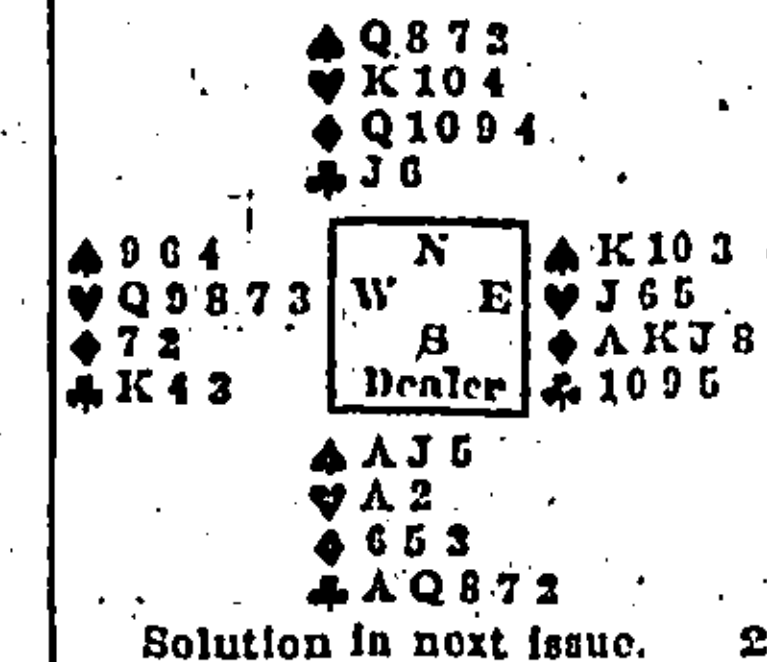 ♠ Q 8 7 2
♥ K 10 4
♦ Q 10 9 4
♣ J 6
♠ 9 6 4
♥ Q 9 8 7 3
♦ 7 2
♣ K 4 3
N
W E
S
Dealer
♠ K 10 3
♥ J 6 5
♦ A K J 8
♣ 10 9 5
♠ A J 5
♥ A 2
♦ 6 5 3
♣ A Q 8 7 2
Solution in next issue. 2